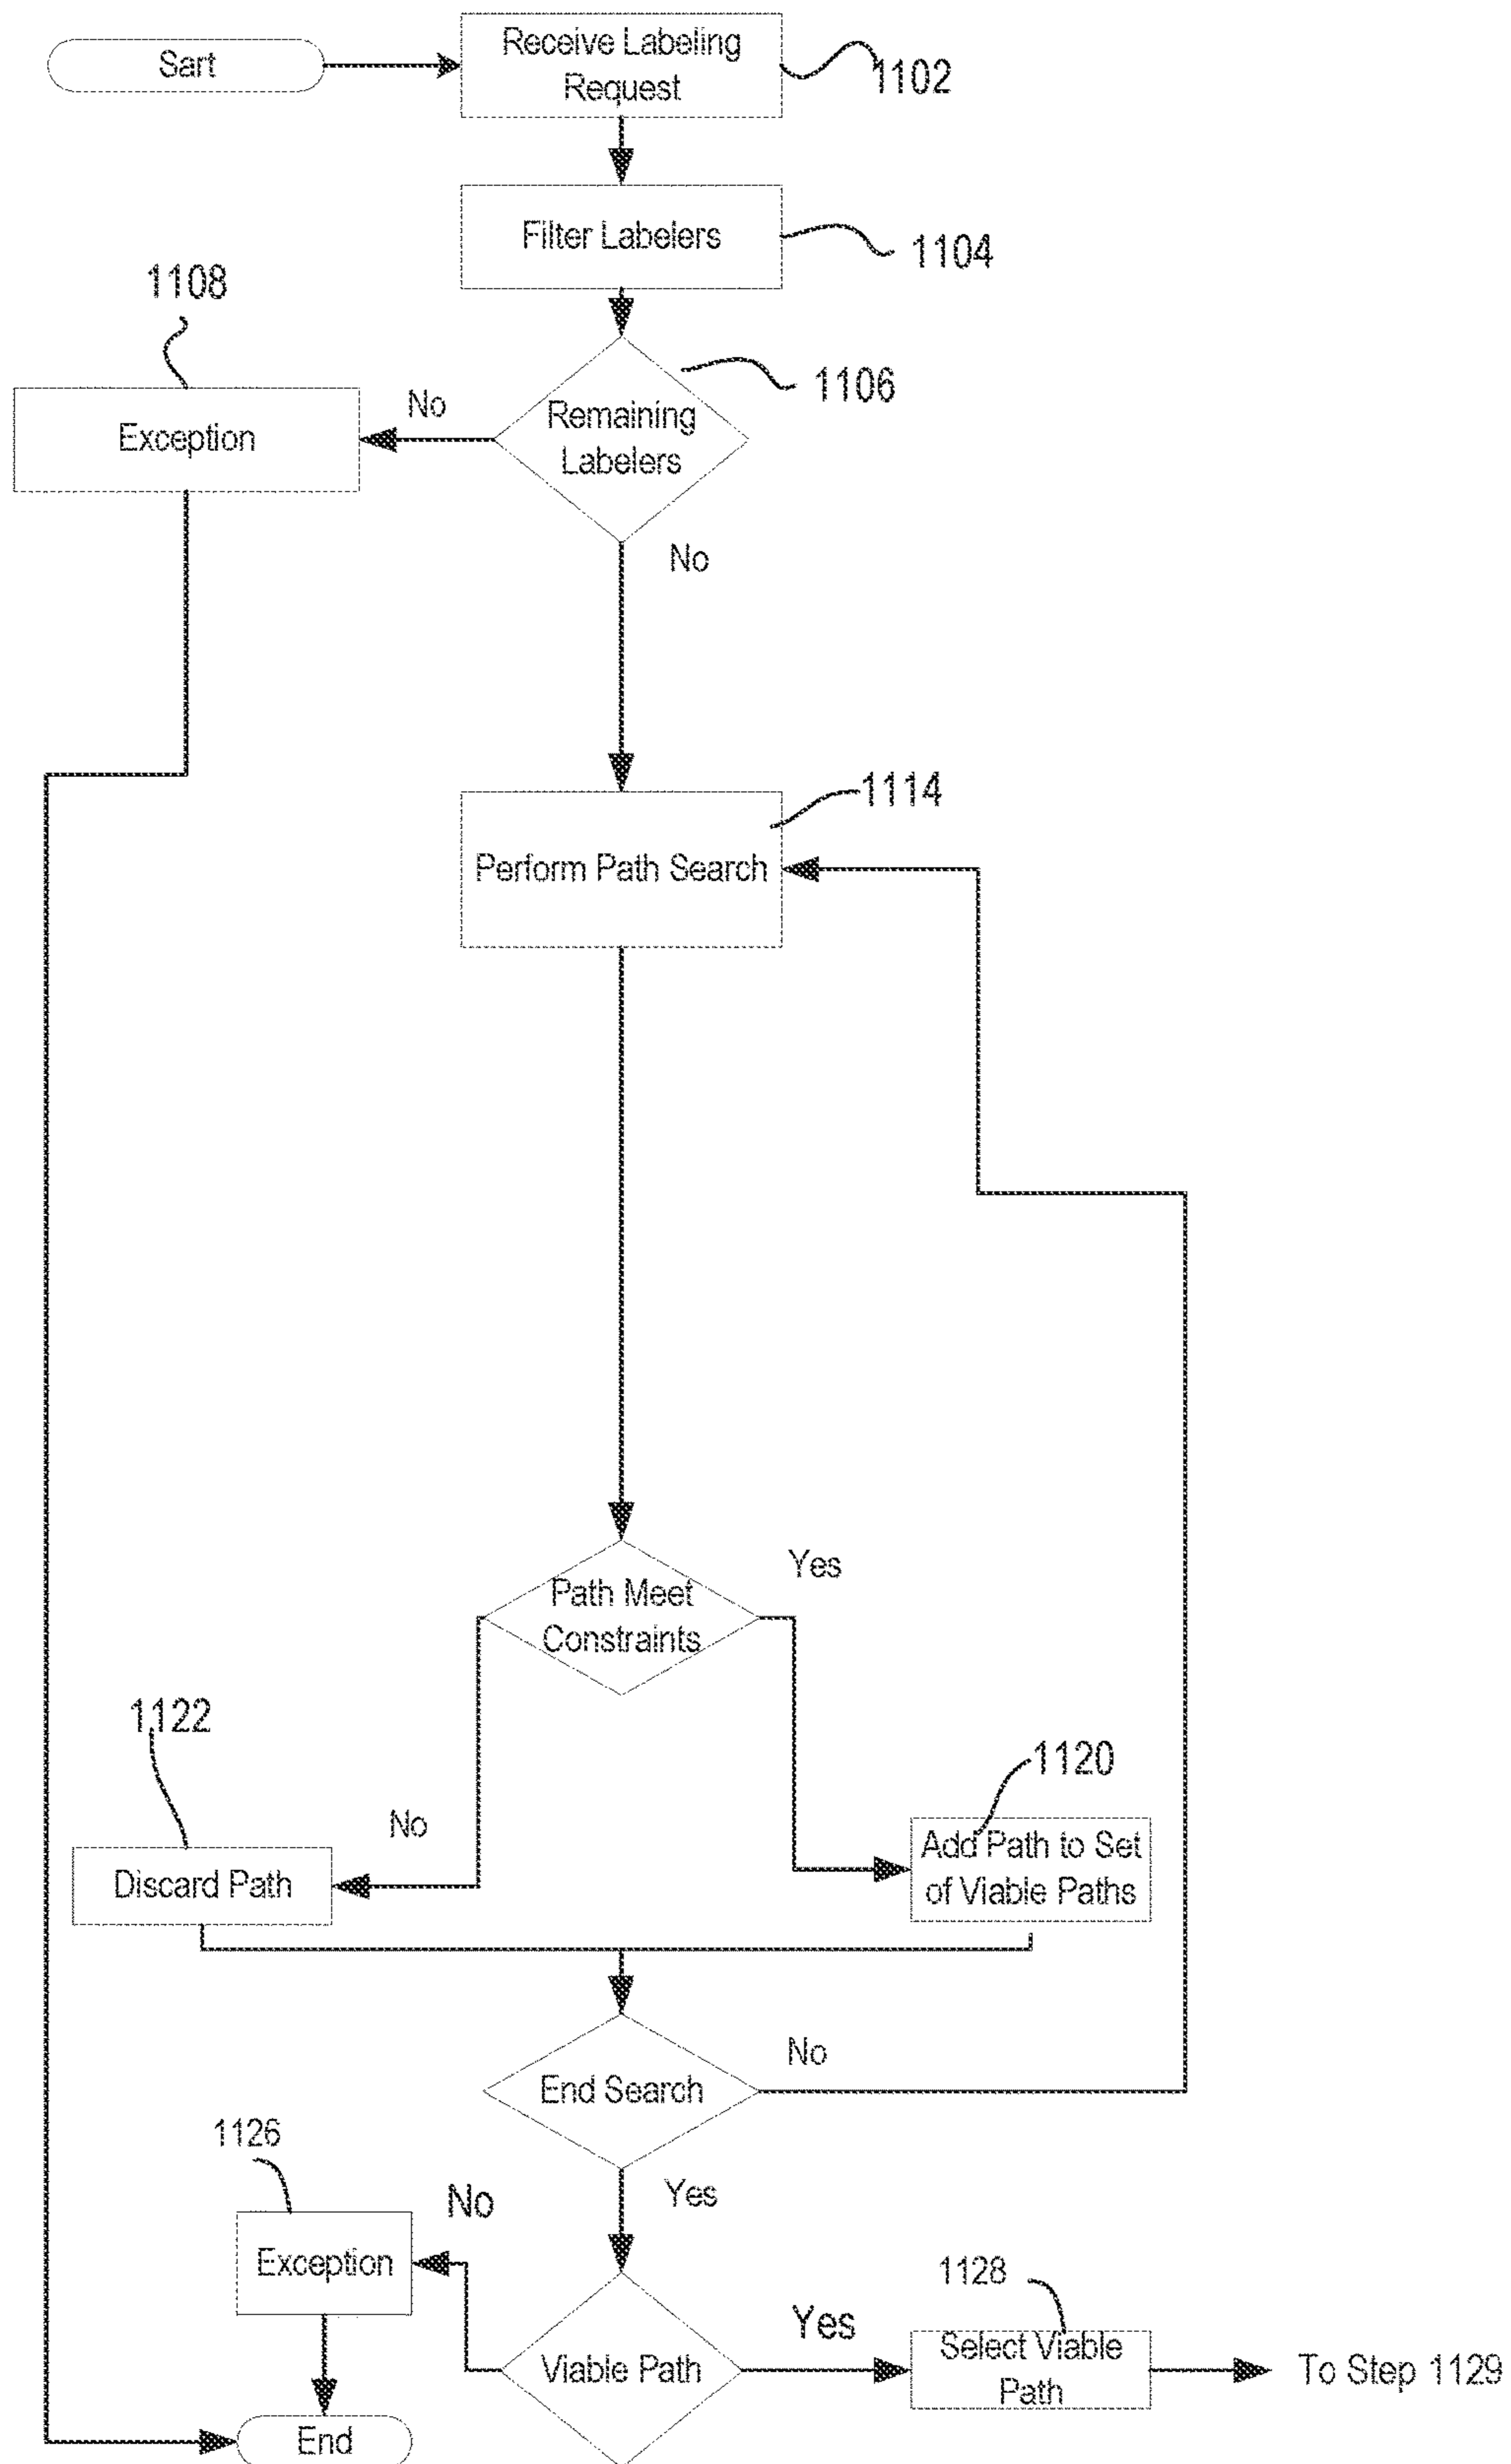 Sart
Receive Labeling
Request
1102
Filter Labelers
1104
1108
1106
Exception
No
Remaining
Labelers
No
1114
Perform Path Search
Yes
Path Meet
Constraints
1122
1120
No
Add Path to Set
of Viable Paths
Discard Path
No
End Search
1126
Yes
No
Exception
1128
Yes
Select Viable
Path
Viable Path
To Step 1129
End